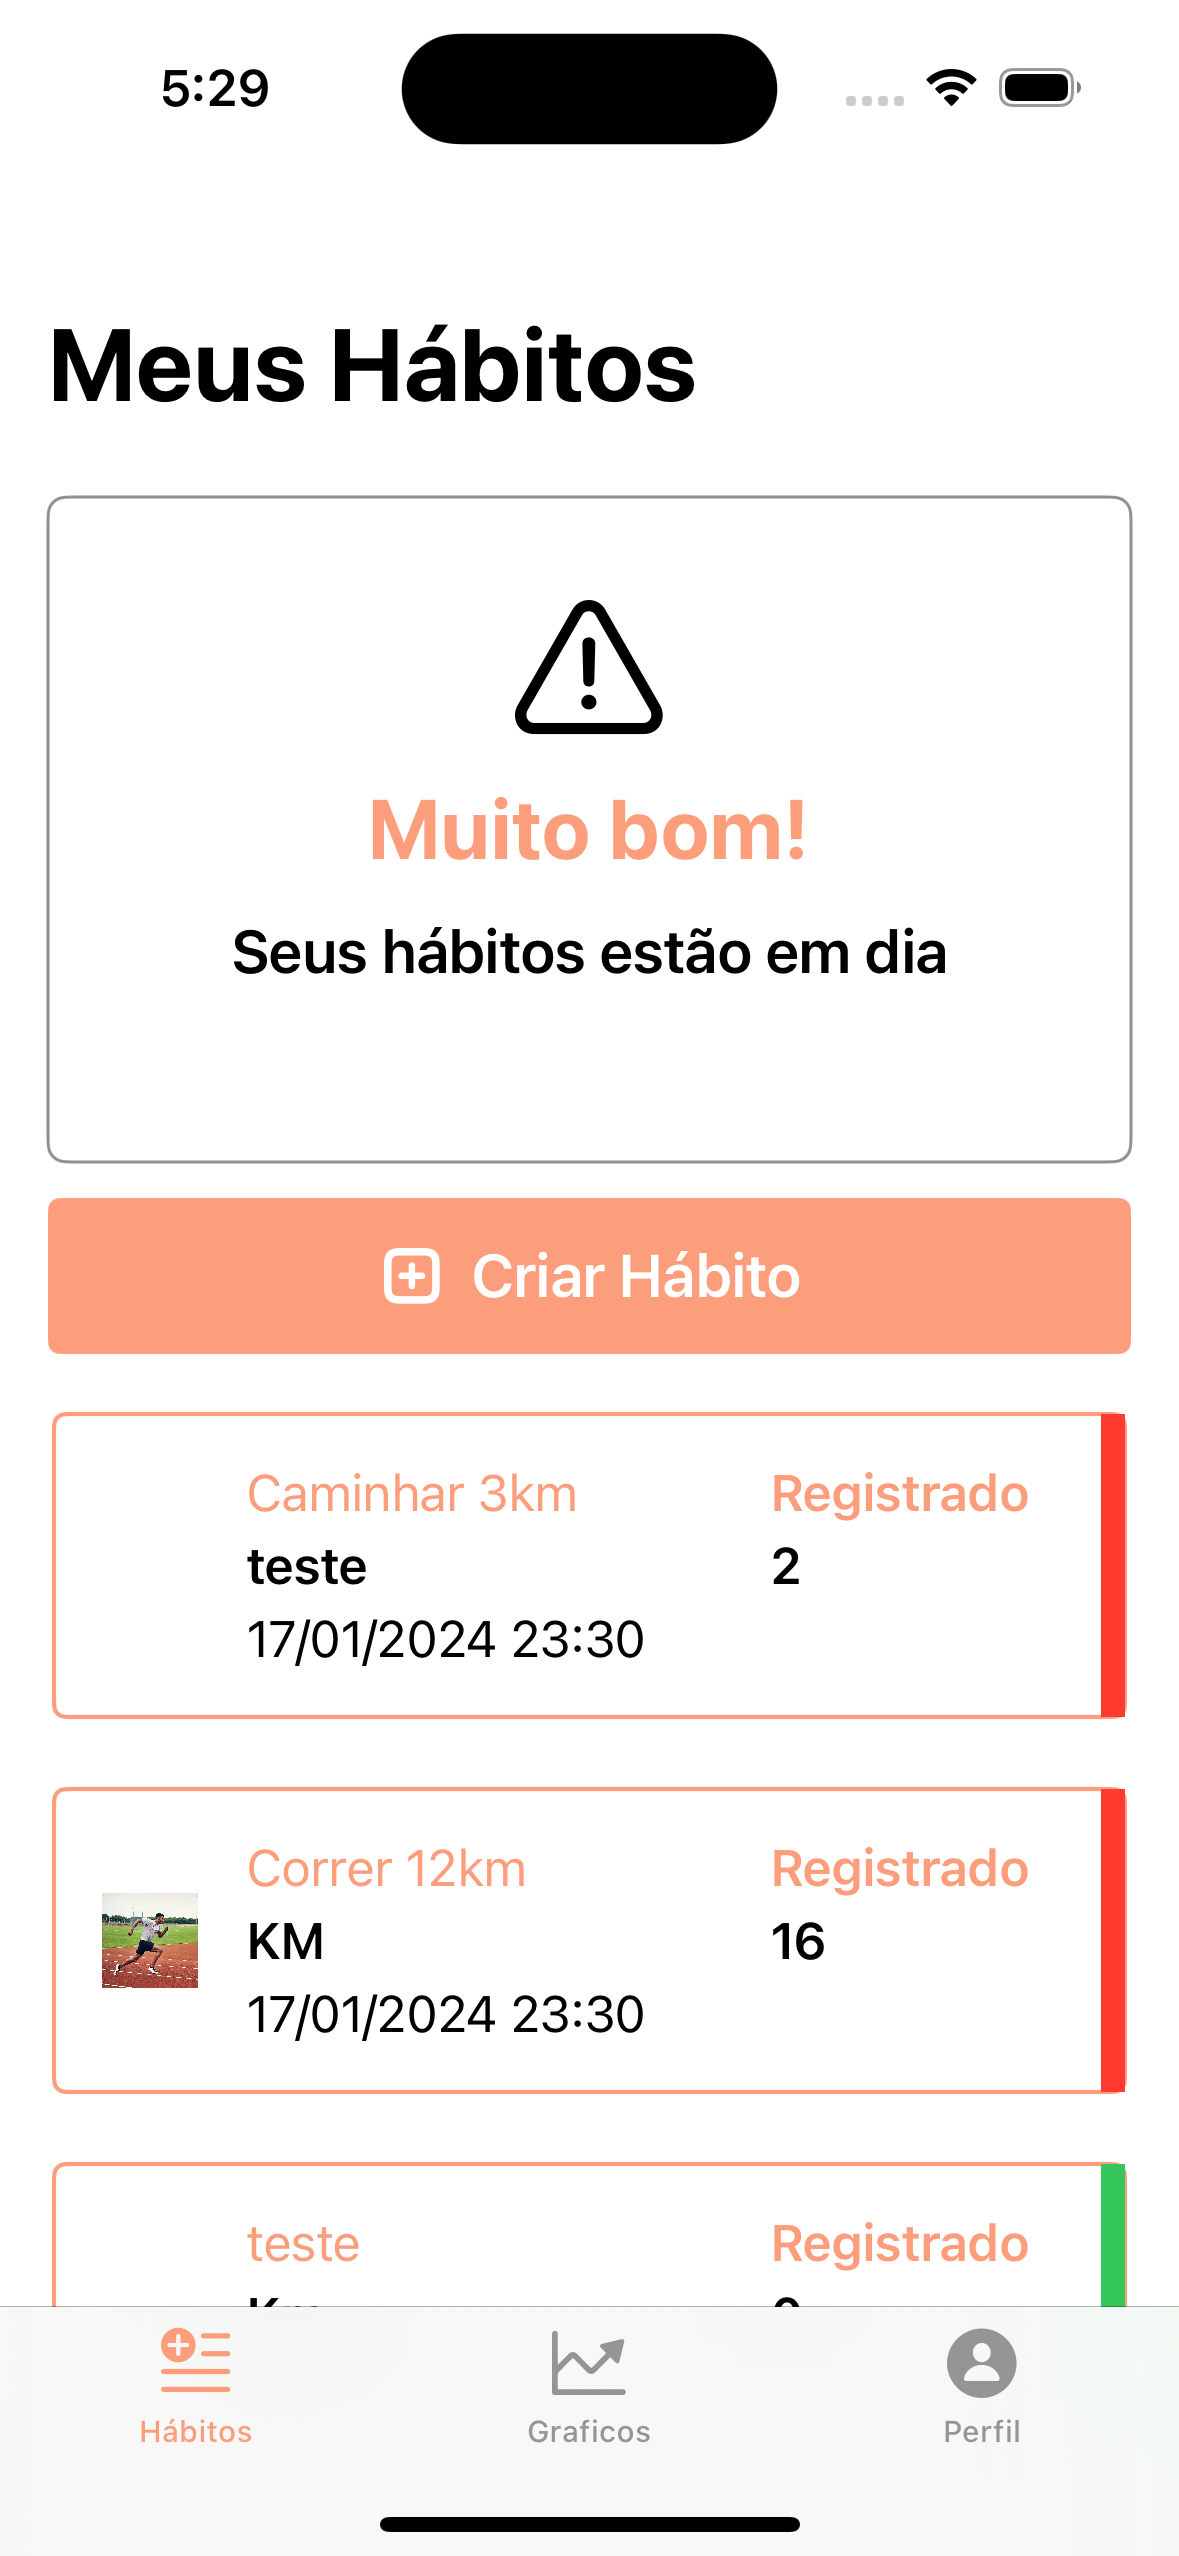 5:29
Meus Hábitos
Muito bom!
Seus hábitos estão em dia
Criar Hábito
Caminhar 3km
Registrado
teste
2
17/01/2024 23:30
Correr 12km
Registrado
KM
16
17/01/2024 23:30
teste
Registrado
Hábitos
Graficos
Perfil